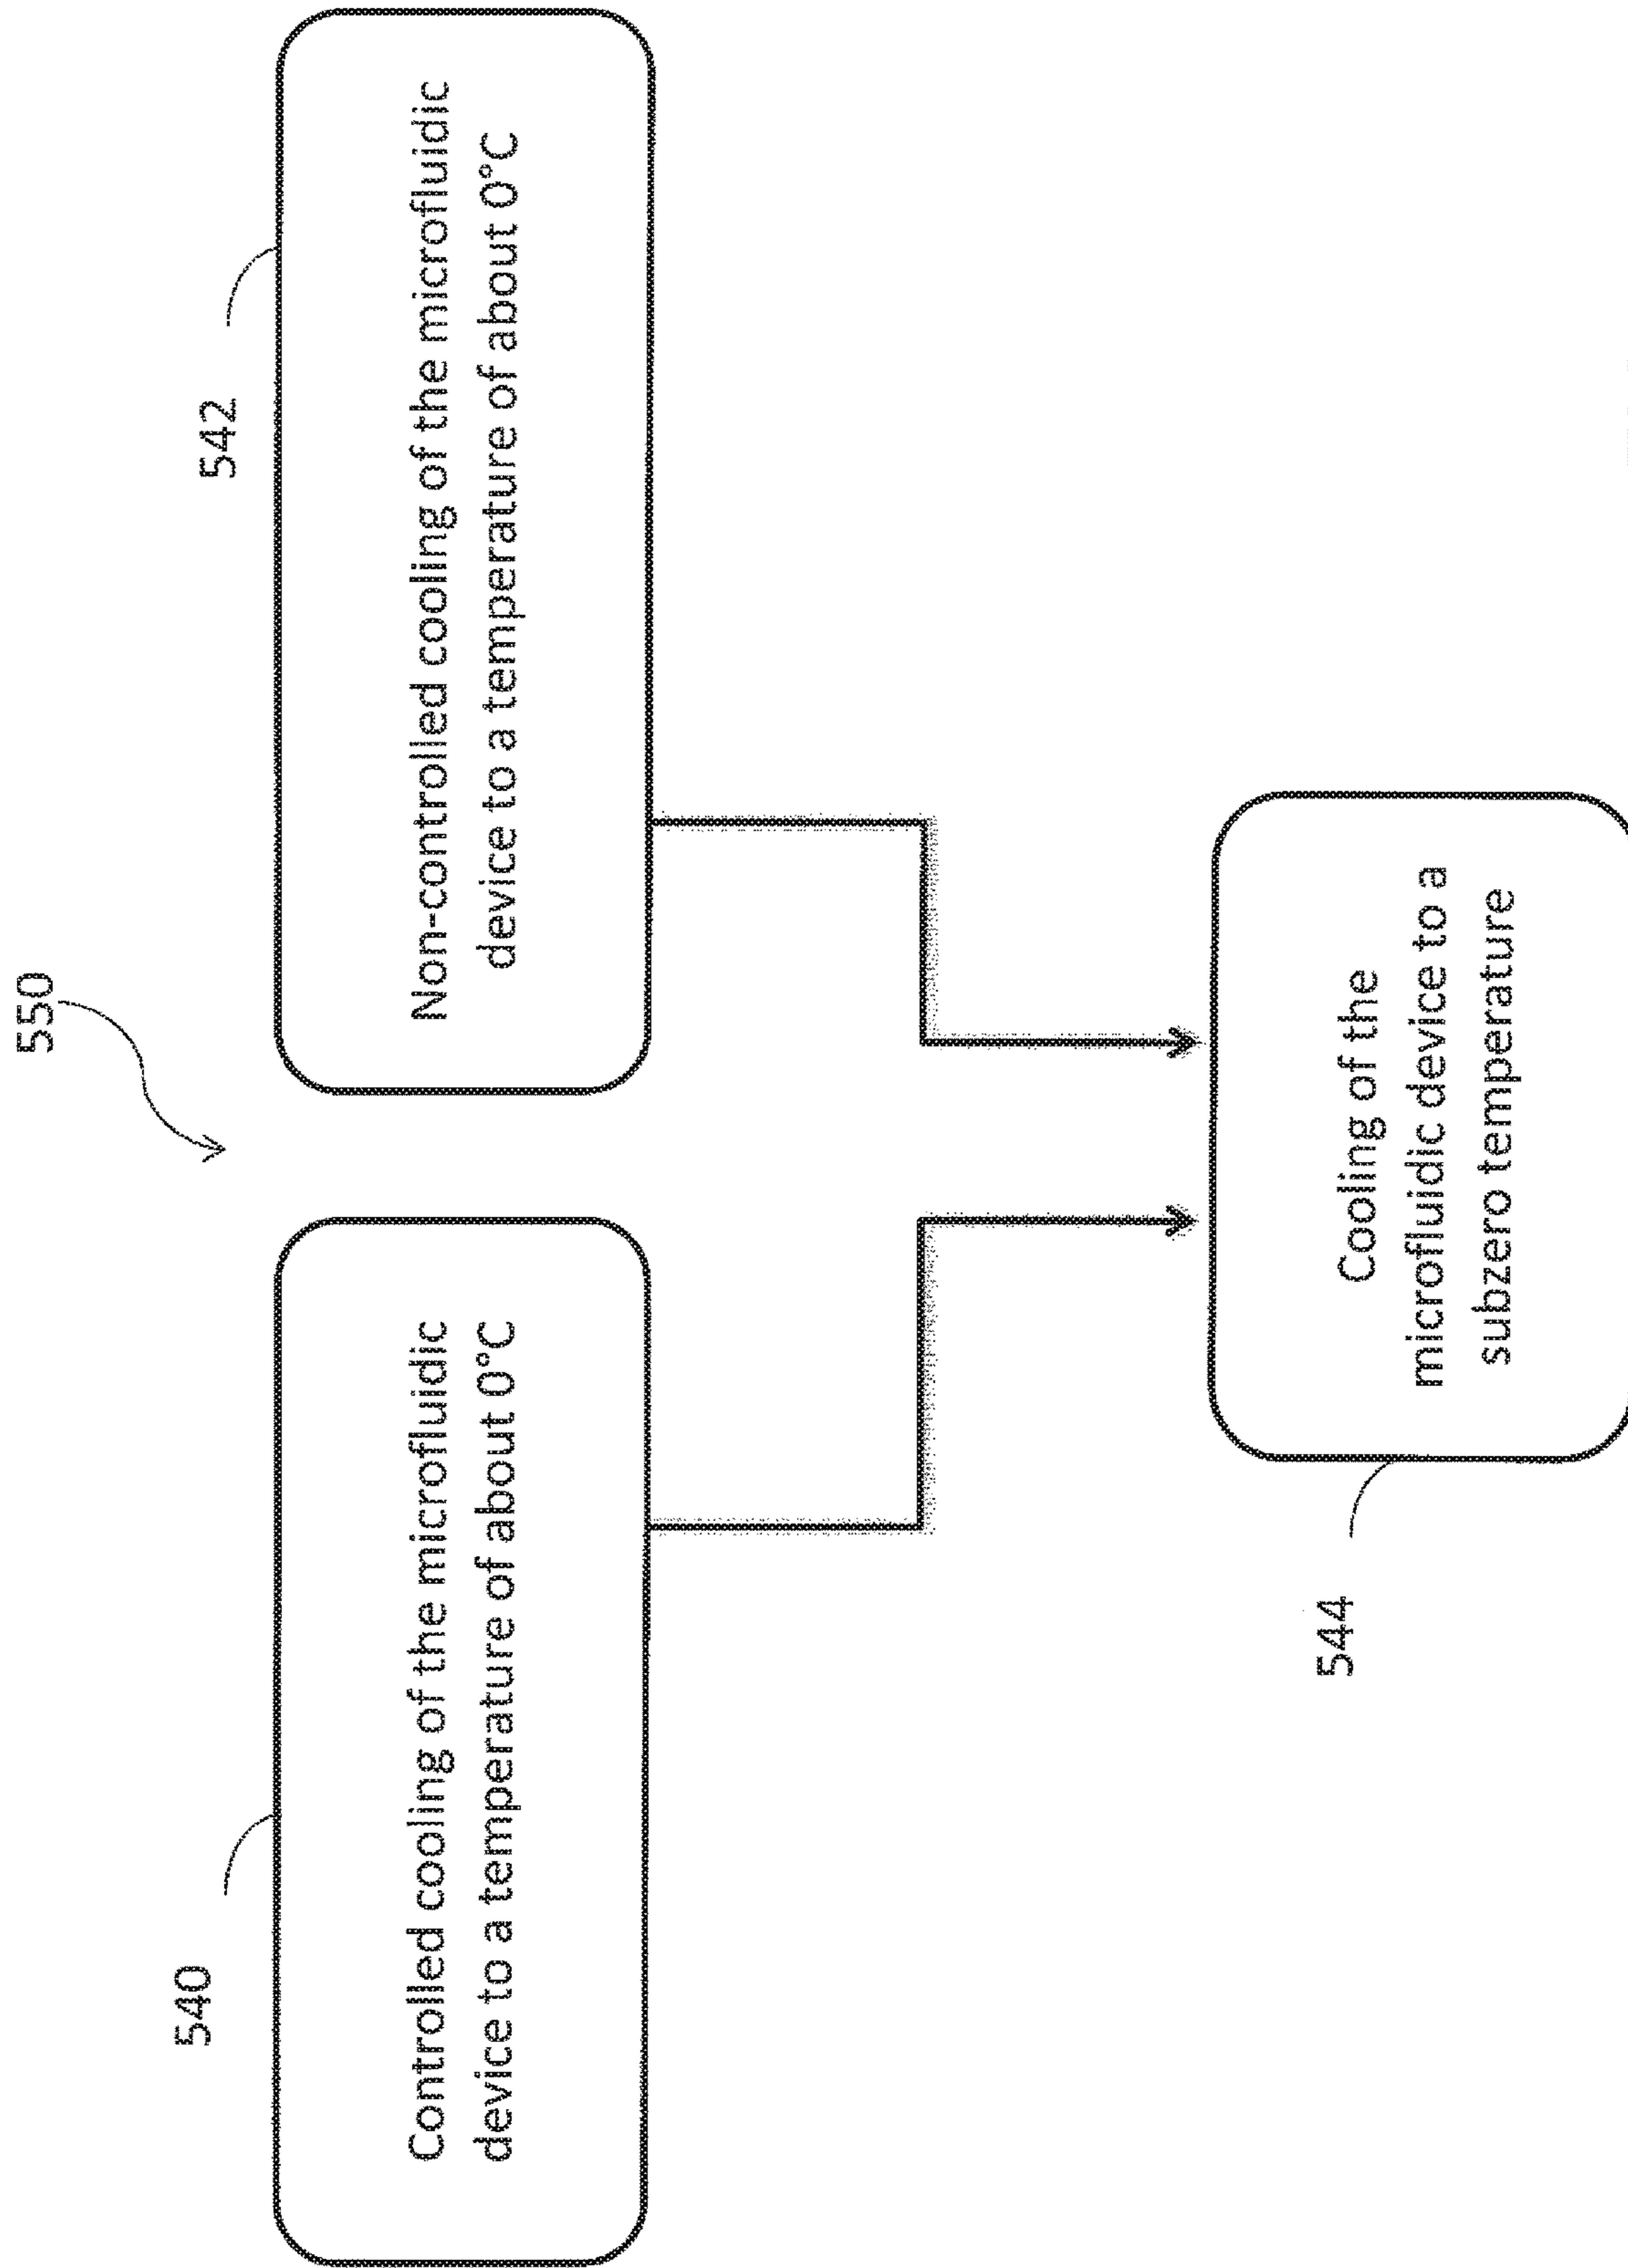 550
540
Controlled cooling of the microfluidic
device to a temperature of about 0°C
542
Non-controlled cooling of the microfluidic
device to a temperature of about 0°C
544
Cooling of the
microfluidic device to a
subzero temperature